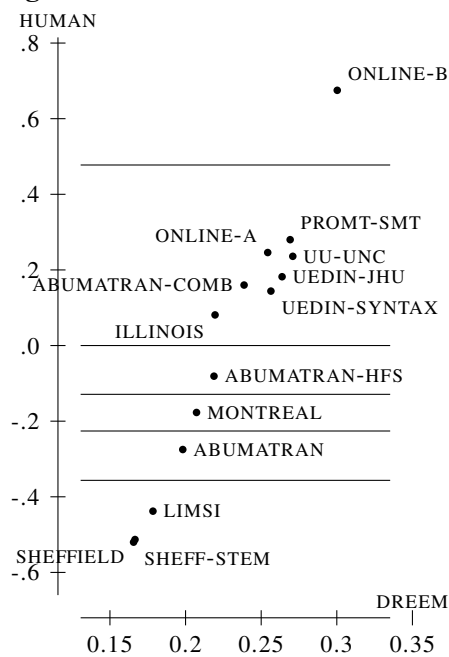 HUMAN
.8
ONLINE-B
.6
.4
PROMT-SMT
ONLINE-A
UU-UNC
.2
UEDIN-JHU
ABUMATRAN-COMB
UEDIN-SYNTAX
ILLINOIS
.0
ABUMATRAN-HFS
MONTREAL
-.2
ABUMATRAN
-.4
LIMSI
SHEFFIELD
SHEFF-STEM
-.6
DREEM
0.15 0.2 0.25 0.3 0.35